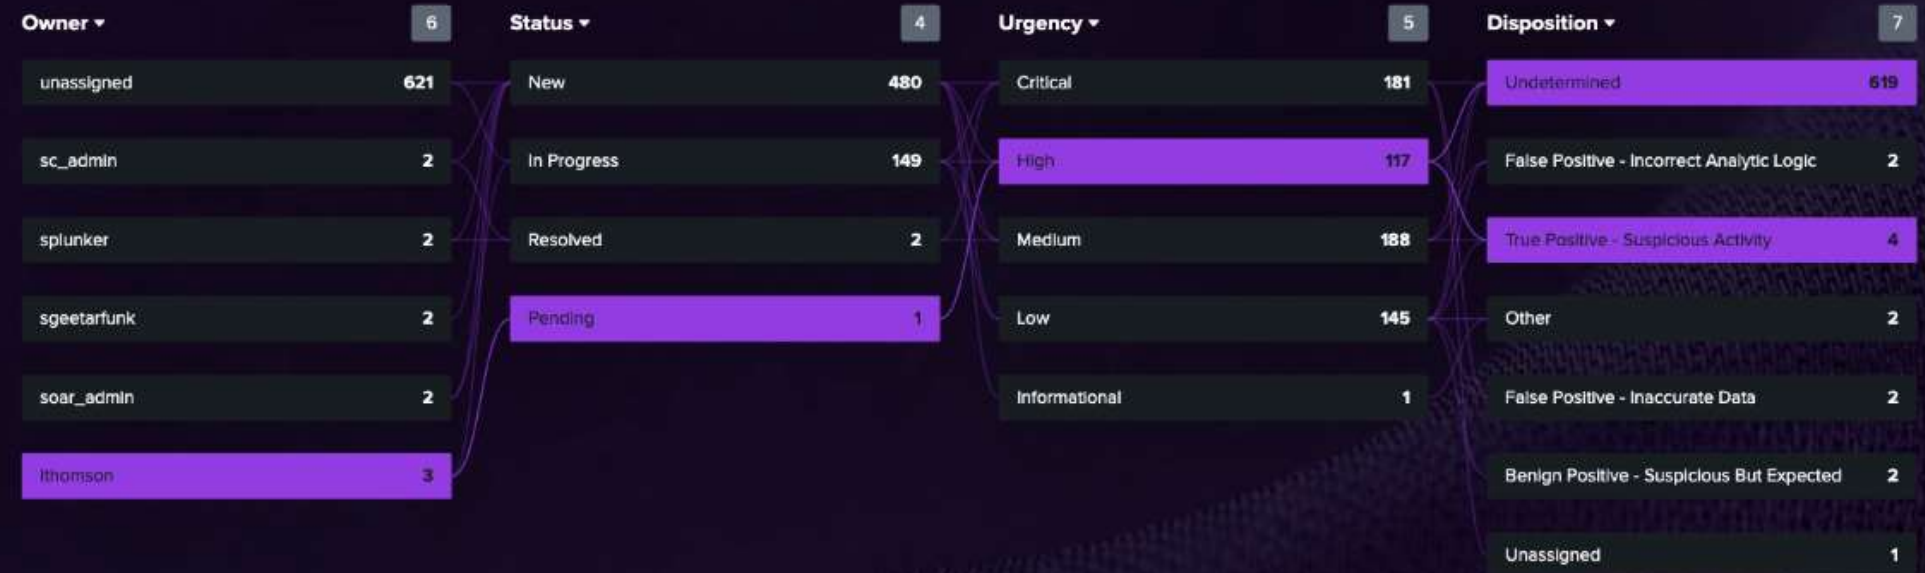 Owner 6
unassigned 621
sc_admin 2
splunker 2
sgeetarfunk 2
soar_admin 2
lthomson 3
Status 4
New 480
In Progress 149
Resolved 2
Pending 1
Urgency 5
Critical 181
High 117
Medium 188
Low 145
Informational 1
Disposition 7
Undetermined 619
False Positive - Incorrect Analytic Logic 2
True Positive - Suspicious Activity 4
Other 2
False Positive - Inaccurate Data 2
Benign Positive - Suspicious But Expected 2
Unassigned 1